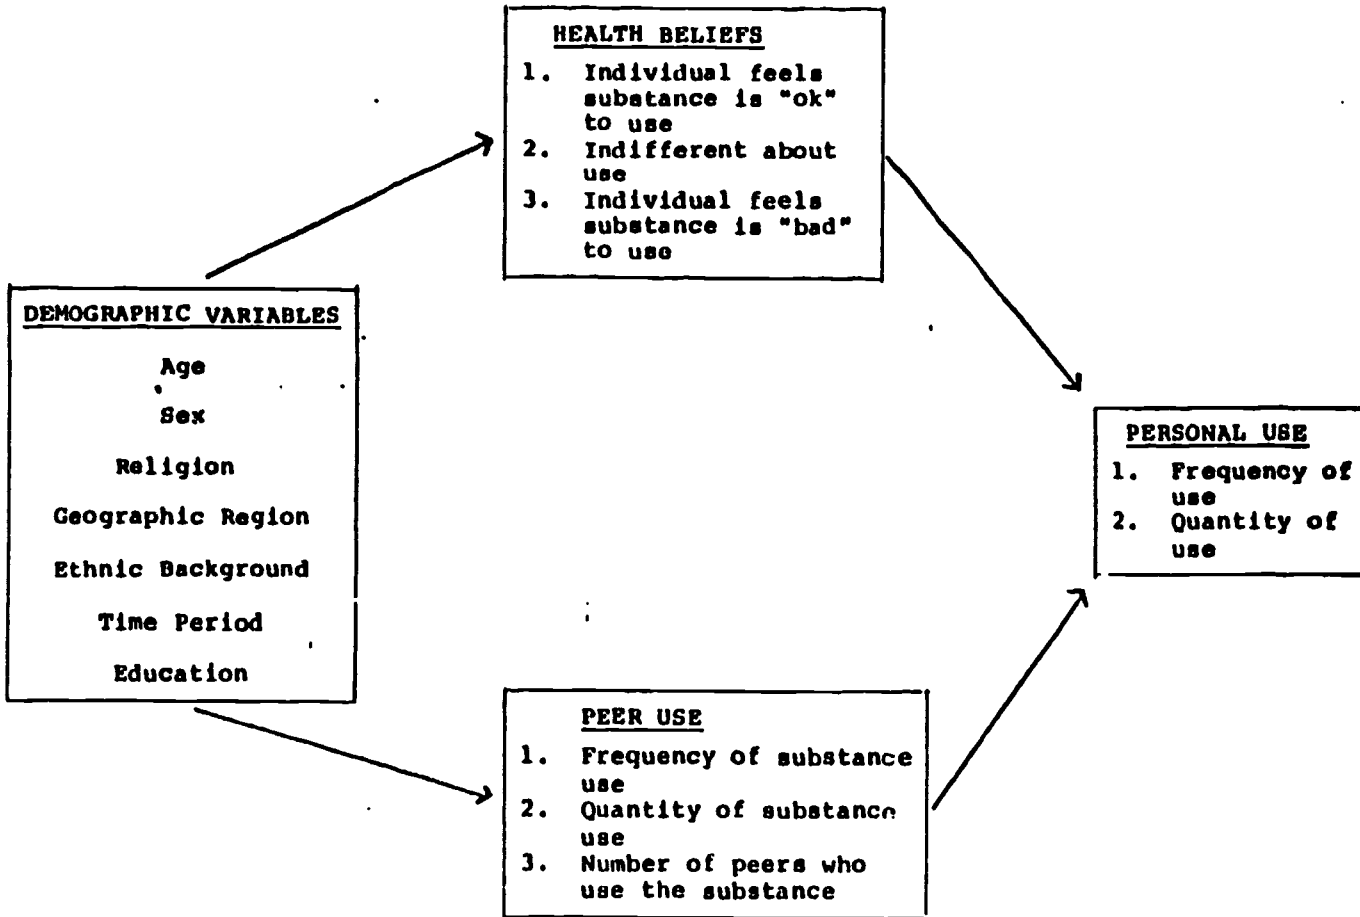 HEALTH BELIEFS
1. Individual feels
substance is "ok"
to use
2. Indifferent about
use
3. Individual feels
substance is "bad"
to use
DEMOGRAPHIC VARIABLES
Age
Sex
Religion
Geographic Region
Ethnic Background
Time Period
Education
PEER USE
1. Frequency of substance
use
2. Quantity of substance
use
3. Number of peers who
use the substance
PERSONAL USE
1. Frequency of
use
2. Quantity of
use